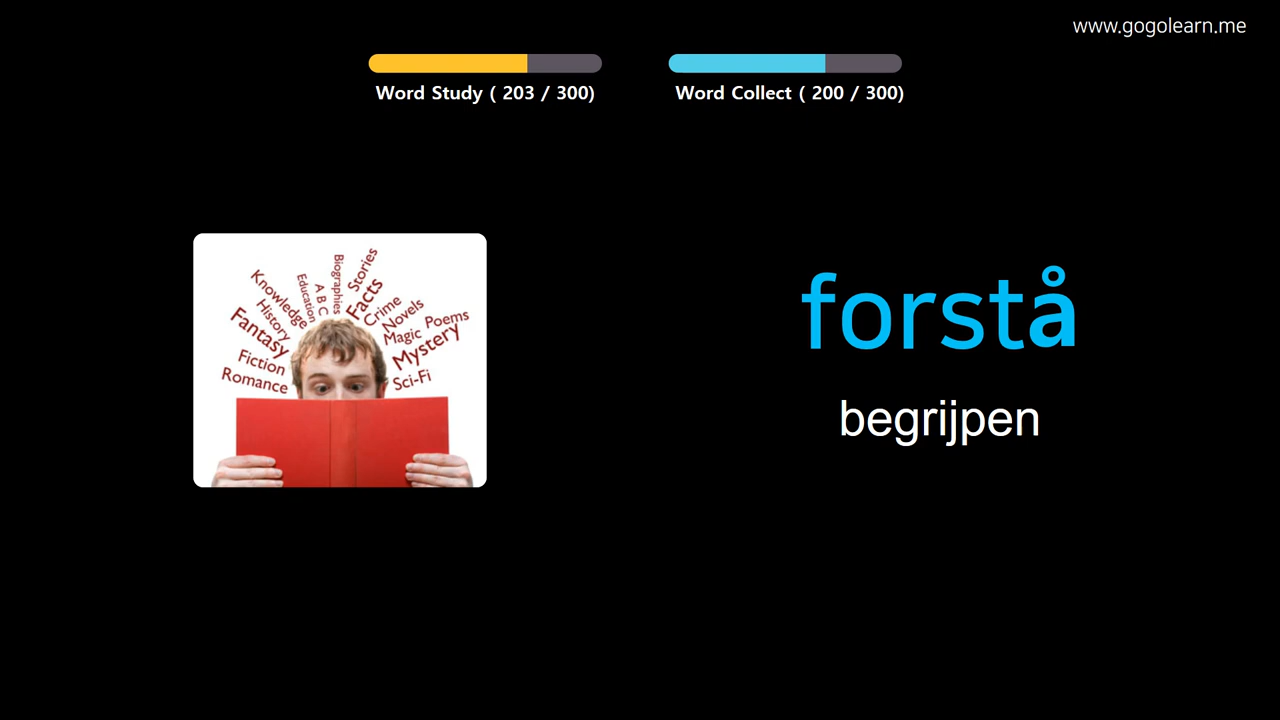 www.gogolearn.me
Word Study ( 203 / 300)
Word Collect ( 200 / 300)
forstå
begrijpen
Stories
Biographies
Facts
A B C
Education
Knowledge
Crime
History
Novels
Fantasy
Poems
Magic
Mystery
Fiction
Romance
Sci-Fi